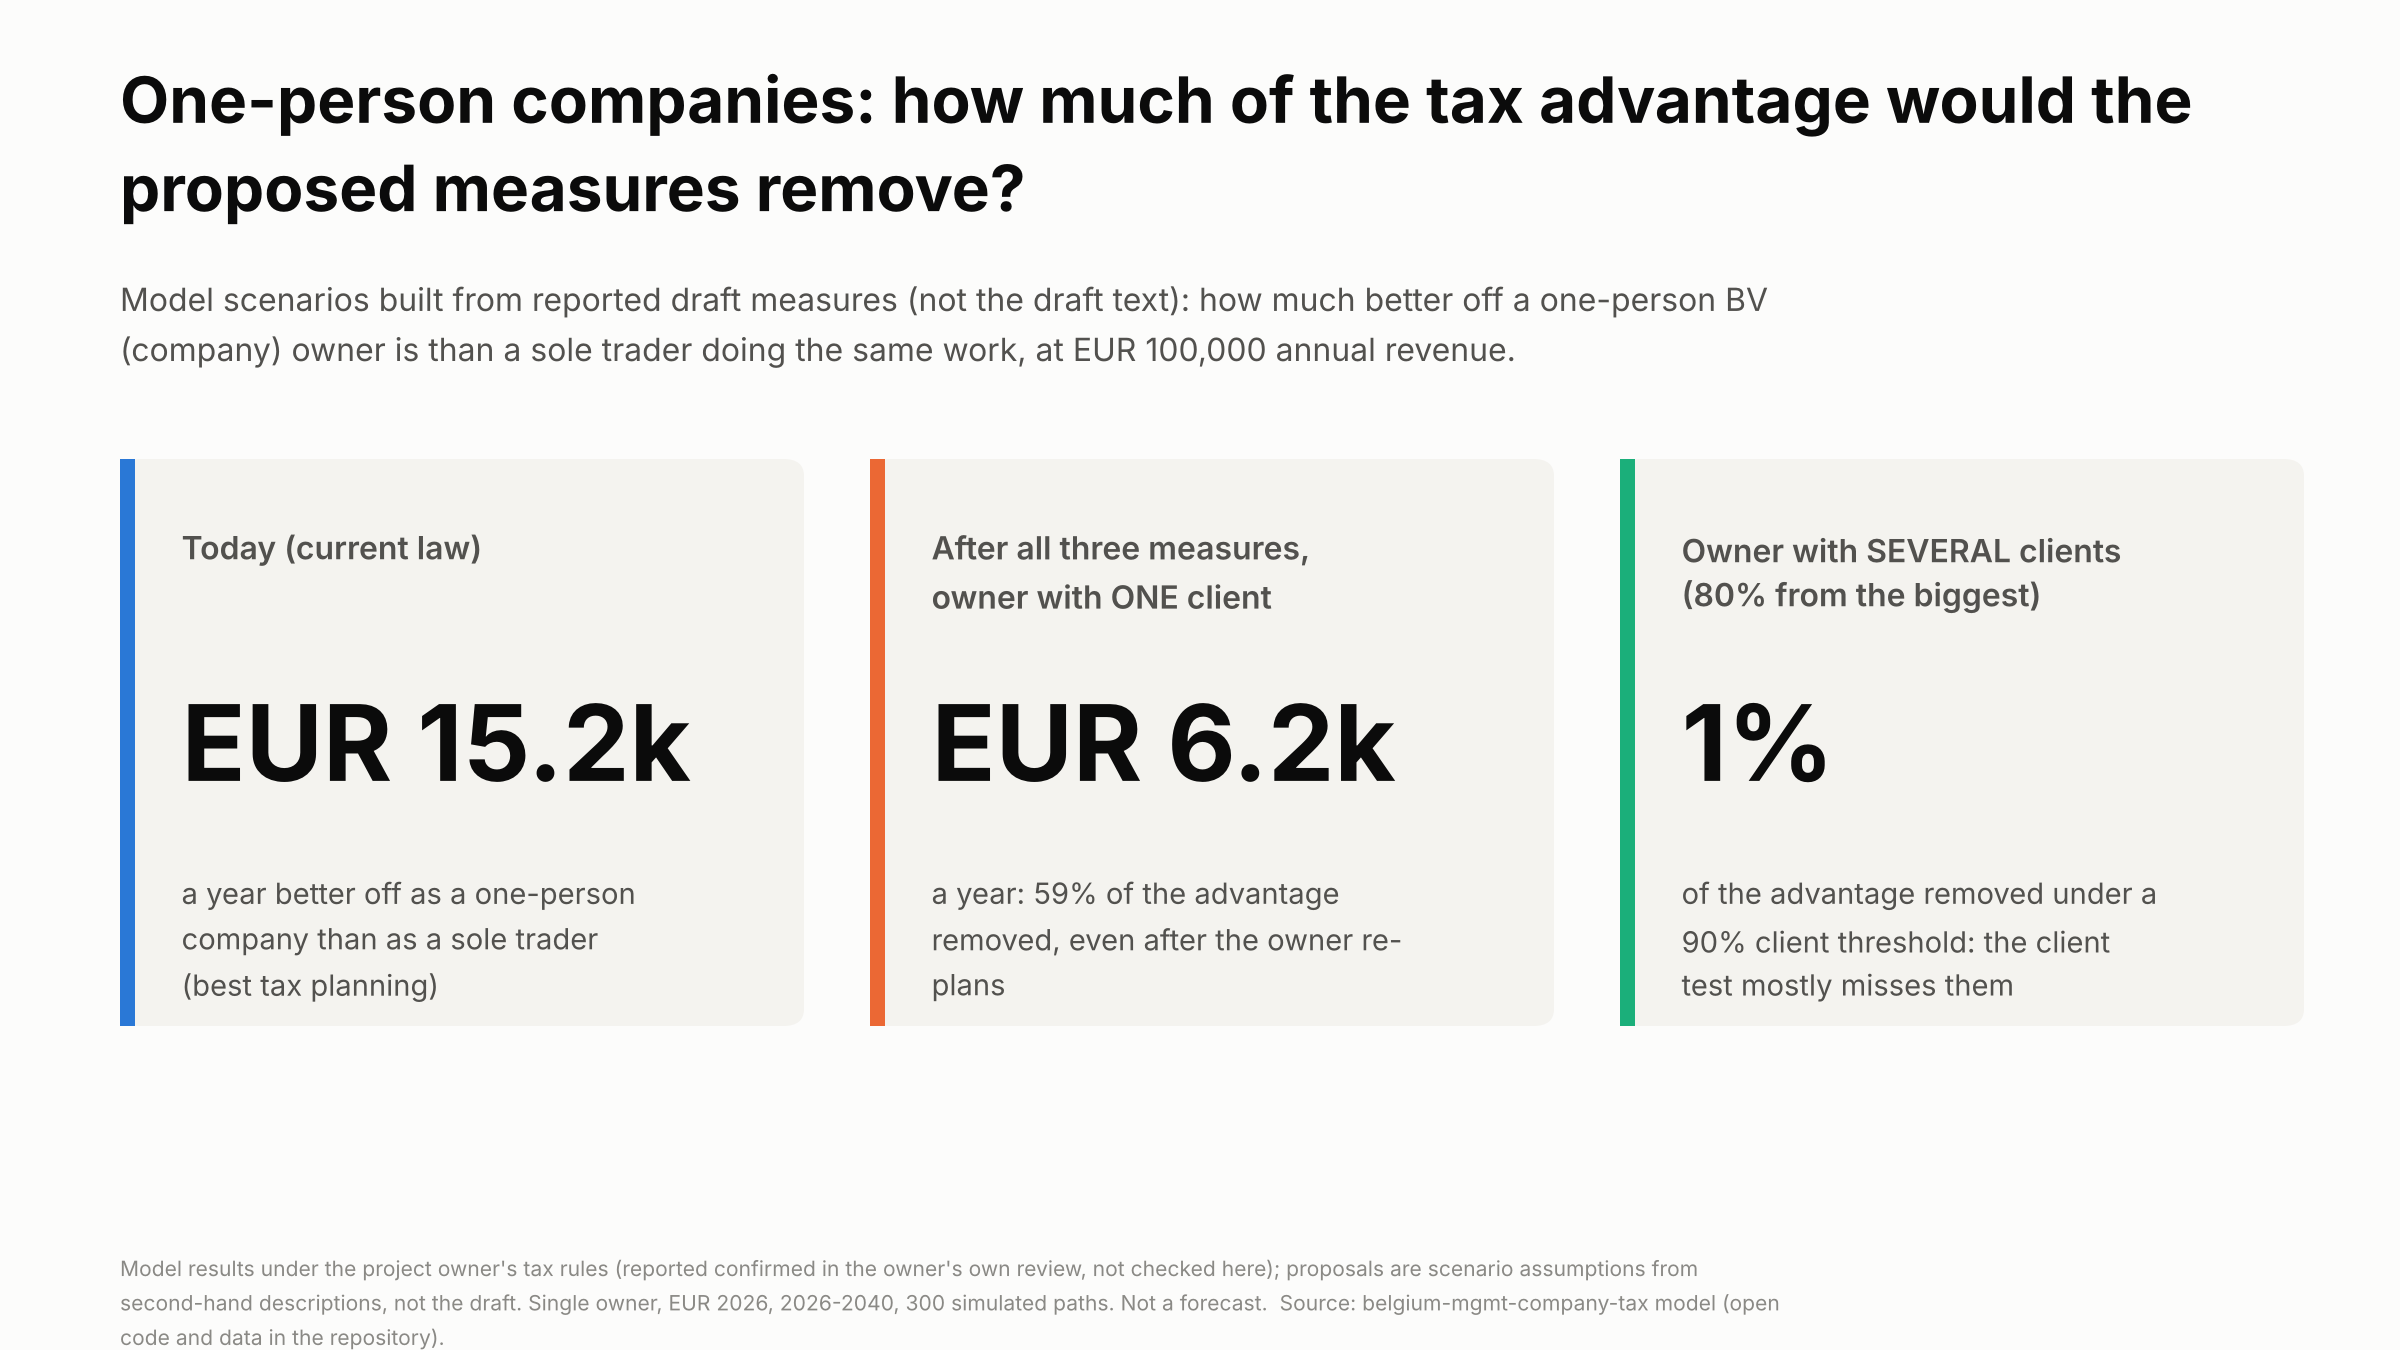 One-person companies: how much of the tax advantage would the
proposed measures remove?
Model scenarios built from reported draft measures (not the draft text): how much better off a one-person BV
(company) owner is than a sole trader doing the same work, at EUR 100,000 annual revenue.
Today (current law)
EUR 15.2k
a year better off as a one-person
company than as a sole trader
(best tax planning)
After all three measures,
owner with ONE client
EUR 6.2k
a year: 59% of the advantage
removed, even after the owner re-
plans
Owner with SEVERAL clients
(80% from the biggest)
1%
of the advantage removed under a
90% client threshold: the client
test mostly misses them
Model results under the project owner's tax rules (reported confirmed in the owner's own review, not checked here); proposals are scenario assumptions from
second-hand descriptions, not the draft. Single owner, EUR 2026, 2026-2040, 300 simulated paths. Not a forecast.  Source: belgium-mgmt-company-tax model (open
code and data in the repository).